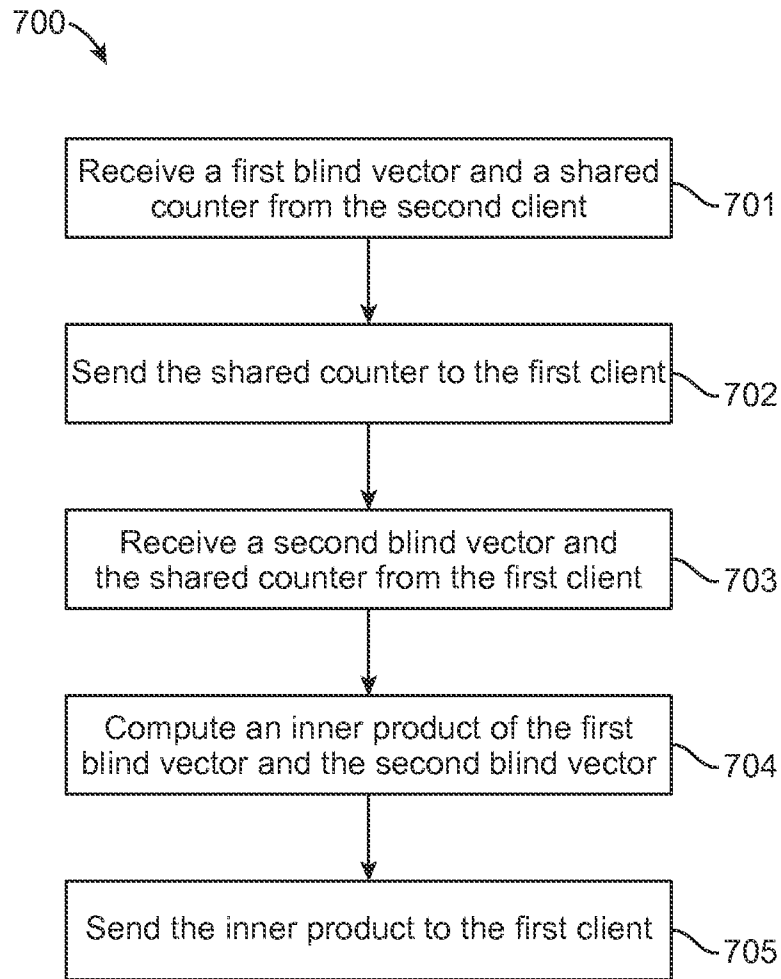 700
Receive a first blind vector and a shared
counter from the second client
701
Send the shared counter to the first client
702
Receive a second blind vector and
the shared counter from the first client
703
Compute an inner product of the first
blind vector and the second blind vector
704
Send the inner product to the first client
705